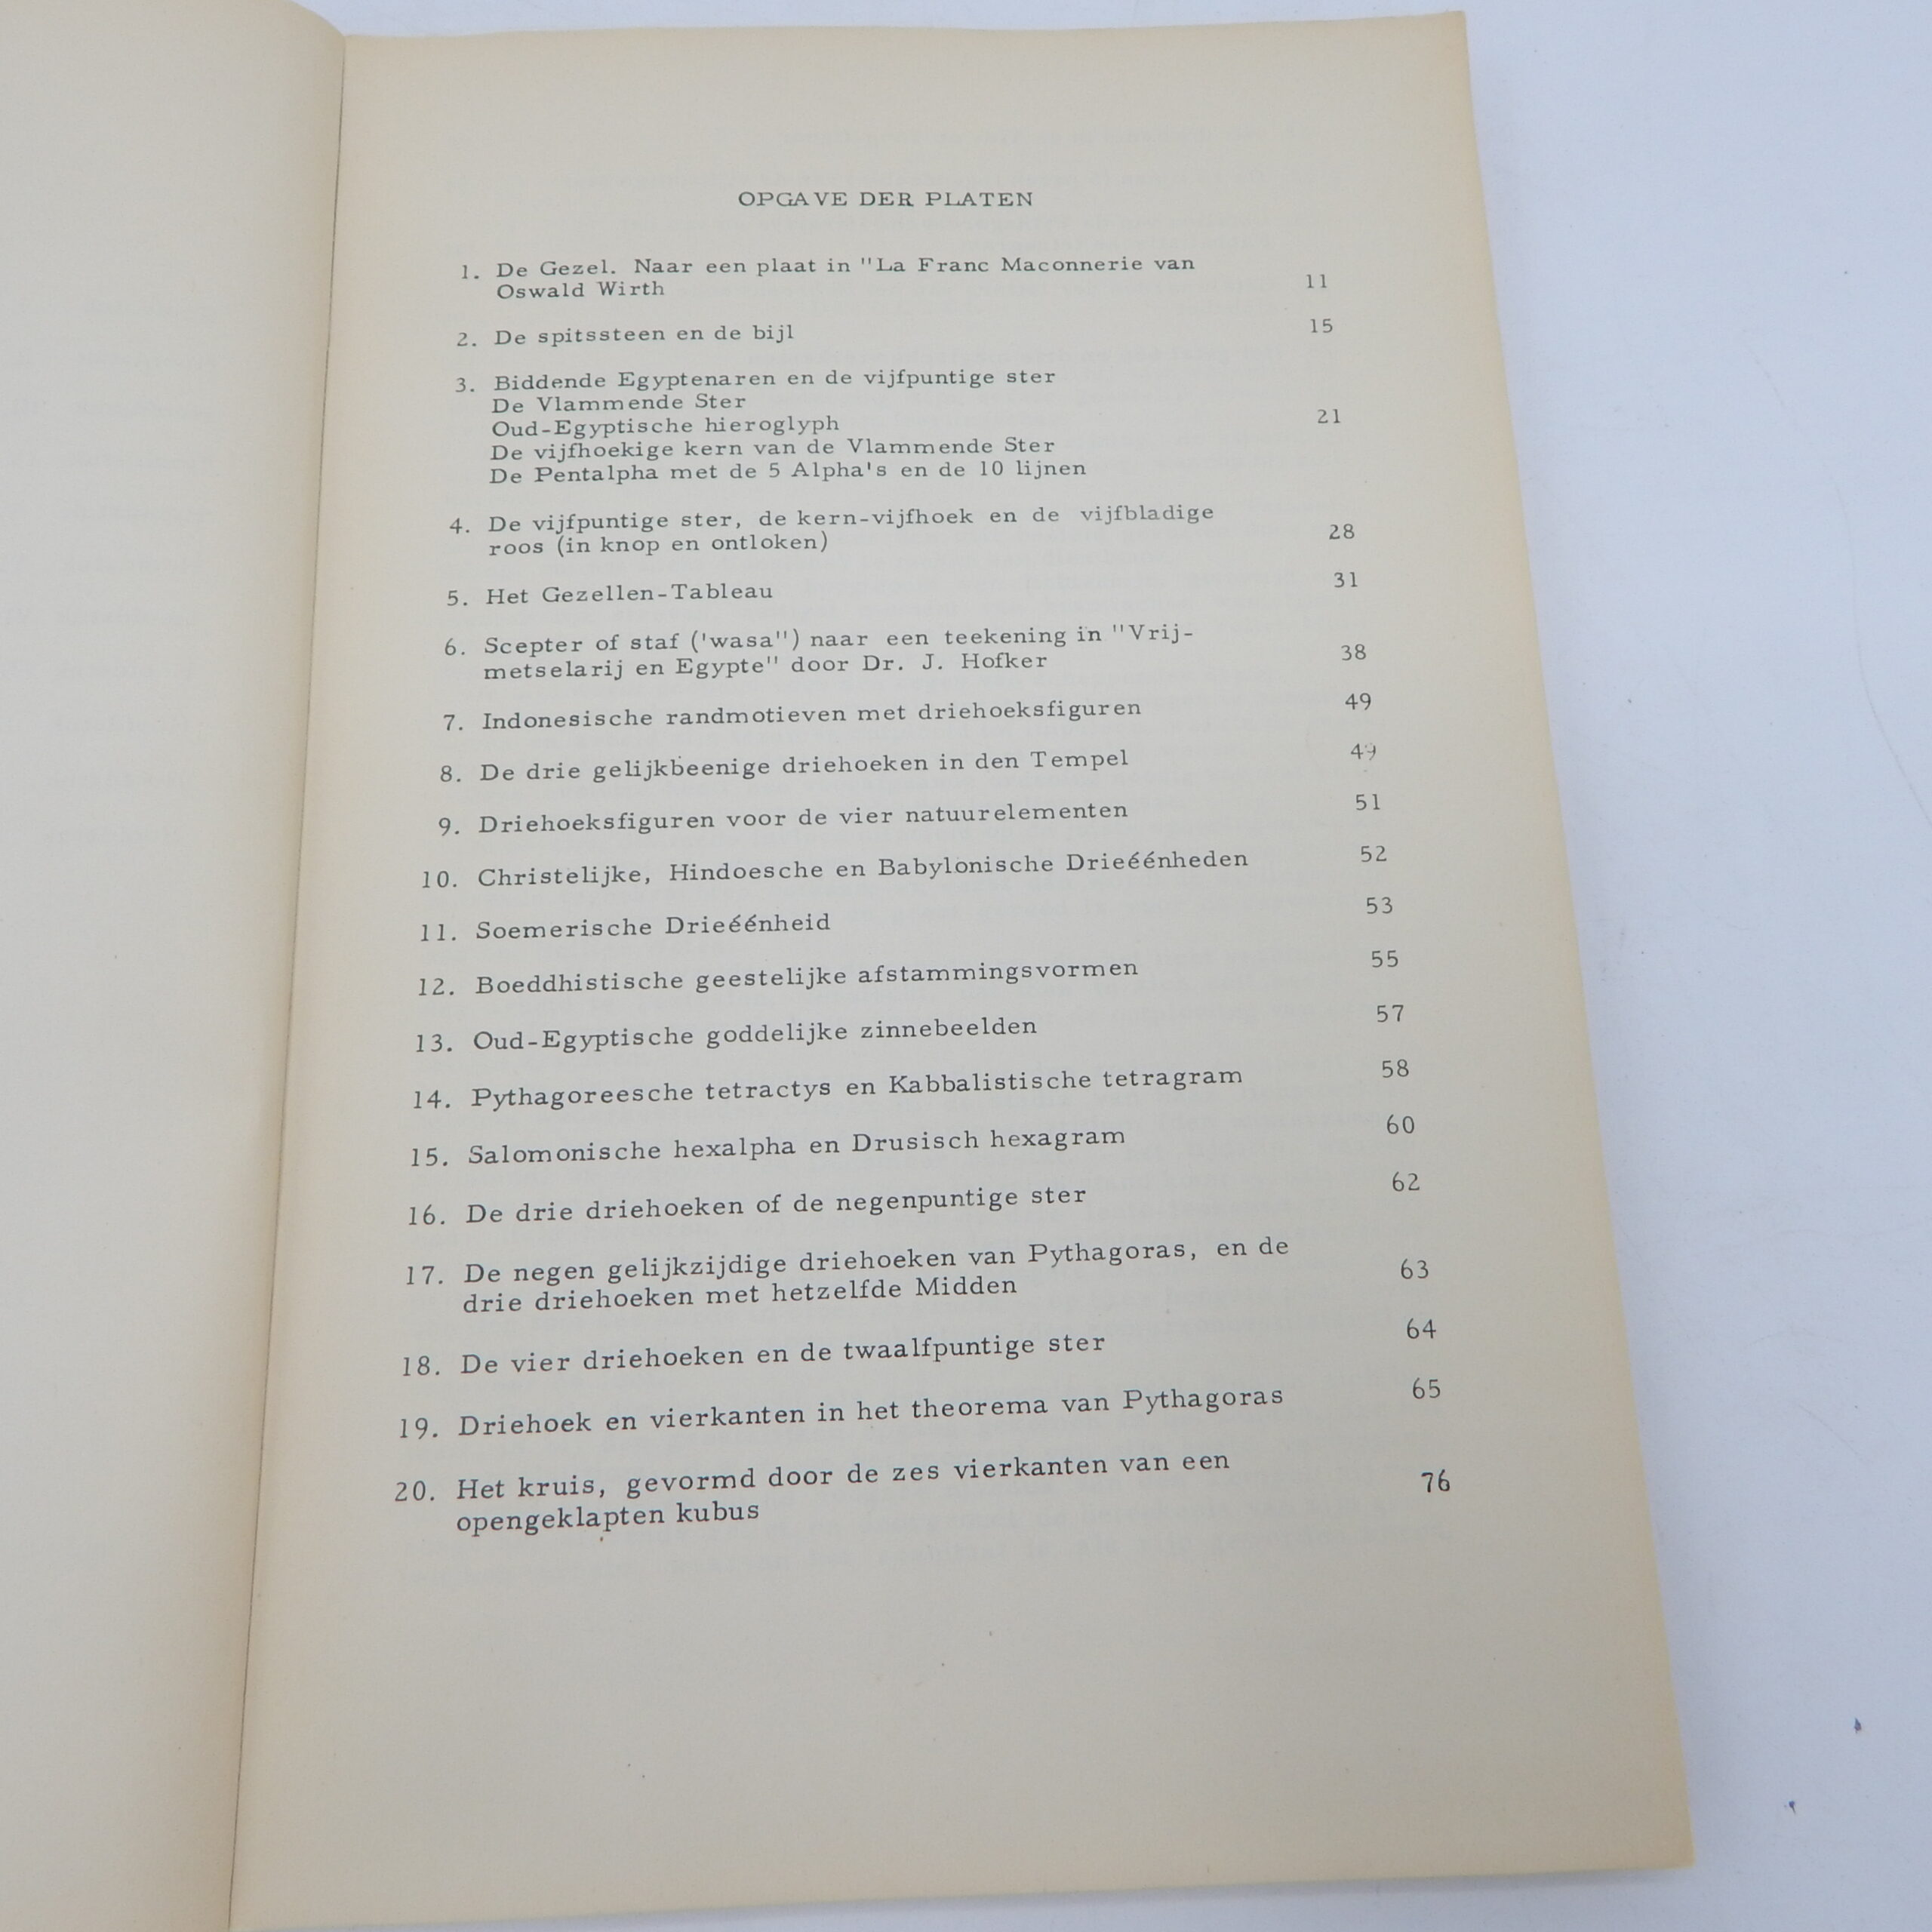 OPGAVE DER PLATEN
1. De Gezel. Naar een plaat in "La Franc Maconnerie van
Oswald Wirth 11
2. De spitssteen en de bijl 15
3. Biddende Egyptenaren en de vijfpuntige ster
De Vlammende Ster
Oud-Egyptische hieroglyph 21
De vijfhoekige kern van de Vlammende Ster
De Pentalpha met de 5 Alpha's en de 10 lijnen
4. De vijfpuntige ster, de kern-vijfhoek en de vijfbladige
roos (in knop en ontloken) 28
5. Het Gezellen-Tableau 31
6. Scepter of staf ('wasa") naar een teekening in "Vrij-
metselarij en Egypte" door Dr. J. Hofker 38
7. Indonesische randmotieven met driehoeksfiguren 49
8. De drie gelijkbeenige driehoeken in den Tempel 49
9. Driehoeksfiguren voor de vier natuurelementen 51
10. Christelijke, Hindoesche en Babylonische Drieéénheden 52
11. Soemerische Drieéénheid 53
12. Boeddhistische geestelijke afstammingsvormen 55
13. Oud-Egyptische goddelijke zinnebeelden 57
14. Pythagoreesche tetractys en Kabbalistische tetragram 58
15. Salomonische hexalpha en Drusisch hexagram 60
16. De drie driehoeken of de negenpuntige ster 62
17. De negen gelijkzijdige driehoeken van Pythagoras, en de
drie driehoeken met hetzelfde Midden 63
18. De vier driehoeken en de twaalfpuntige ster 64
19. Driehoek en vierkanten in het theorema van Pythagoras 65
20. Het kruis, gevormd door de zes vierkanten van een
opengeklapten kubus 76